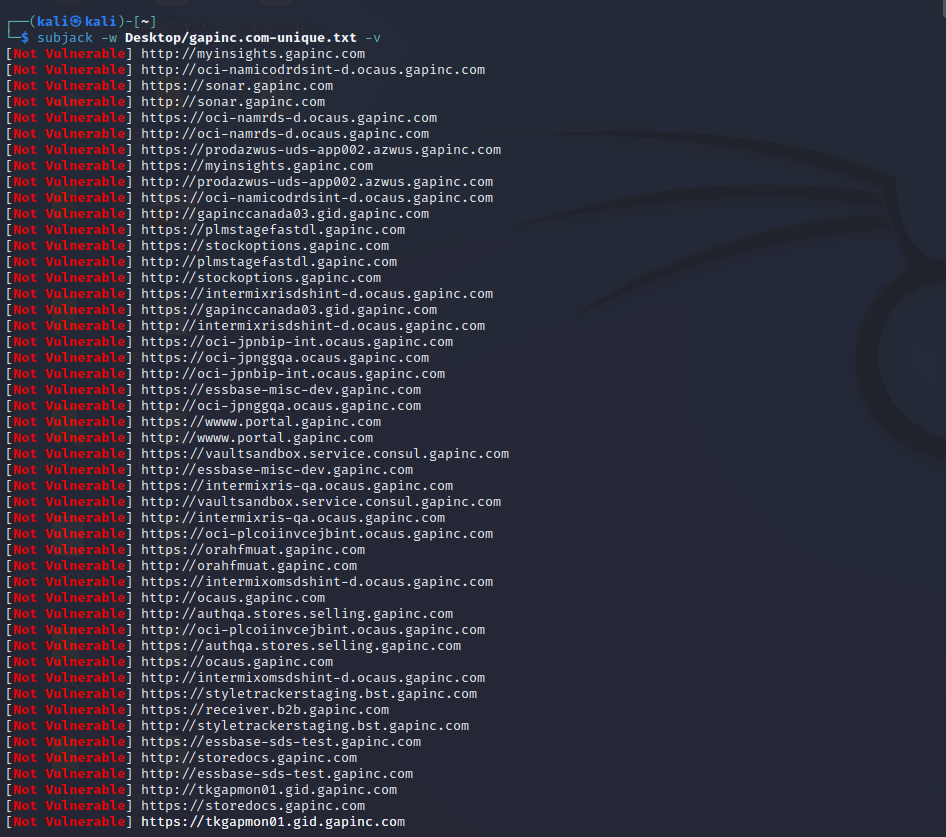 ┌──(kali㉿kali)-[~]
└─$ subjack -w Desktop/gapinc.com-unique.txt -v
[Not Vulnerable] http://myinsights.gapinc.com
[Not Vulnerable] http://oci-namicodrdsint-d.ocaus.gapinc.com
[Not Vulnerable] https://sonar.gapinc.com
[Not Vulnerable] http://sonar.gapinc.com
[Not Vulnerable] https://oci-namrds-d.ocaus.gapinc.com
[Not Vulnerable] http://oci-namrds-d.ocaus.gapinc.com
[Not Vulnerable] https://prodazwus-uds-app002.azwus.gapinc.com
[Not Vulnerable] https://myinsights.gapinc.com
[Not Vulnerable] http://prodazwus-uds-app002.azwus.gapinc.com
[Not Vulnerable] https://oci-namicodrdsint-d.ocaus.gapinc.com
[Not Vulnerable] http://gapinccanada03.gid.gapinc.com
[Not Vulnerable] https://plmstagefastdl.gapinc.com
[Not Vulnerable] https://stockoptions.gapinc.com
[Not Vulnerable] http://plmstagefastdl.gapinc.com
[Not Vulnerable] http://stockoptions.gapinc.com
[Not Vulnerable] https://intermixrisdshint-d.ocaus.gapinc.com
[Not Vulnerable] https://gapinccanada03.gid.gapinc.com
[Not Vulnerable] http://intermixrisdshint-d.ocaus.gapinc.com
[Not Vulnerable] https://oci-jpnbip-int.ocaus.gapinc.com
[Not Vulnerable] https://oci-jpnggqa.ocaus.gapinc.com
[Not Vulnerable] http://oci-jpnbip-int.ocaus.gapinc.com
[Not Vulnerable] https://essbase-misc-dev.gapinc.com
[Not Vulnerable] http://oci-jpnggqa.ocaus.gapinc.com
[Not Vulnerable] https://wwww.portal.gapinc.com
[Not Vulnerable] http://wwww.portal.gapinc.com
[Not Vulnerable] https://vaultsandbox.service.consul.gapinc.com
[Not Vulnerable] http://essbase-misc-dev.gapinc.com
[Not Vulnerable] https://intermixris-qa.ocaus.gapinc.com
[Not Vulnerable] http://vaultsandbox.service.consul.gapinc.com
[Not Vulnerable] http://intermixris-qa.ocaus.gapinc.com
[Not Vulnerable] https://oci-plcoiinvcejbint.ocaus.gapinc.com
[Not Vulnerable] https://orahfmuat.gapinc.com
[Not Vulnerable] http://orahfmuat.gapinc.com
[Not Vulnerable] https://intermixomsdshint-d.ocaus.gapinc.com
[Not Vulnerable] http://ocaus.gapinc.com
[Not Vulnerable] http://authqa.stores.selling.gapinc.com
[Not Vulnerable] http://oci-plcoiinvcejbint.ocaus.gapinc.com
[Not Vulnerable] https://authqa.stores.selling.gapinc.com
[Not Vulnerable] https://ocaus.gapinc.com
[Not Vulnerable] http://intermixomsdshint-d.ocaus.gapinc.com
[Not Vulnerable] https://styletrackerstaging.bst.gapinc.com
[Not Vulnerable] https://receiver.b2b.gapinc.com
[Not Vulnerable] http://styletrackerstaging.bst.gapinc.com
[Not Vulnerable] https://essbase-sds-test.gapinc.com
[Not Vulnerable] http://storedocs.gapinc.com
[Not Vulnerable] http://essbase-sds-test.gapinc.com
[Not Vulnerable] http://tkgapmon01.gid.gapinc.com
[Not Vulnerable] https://storedocs.gapinc.com
[Not Vulnerable] https://tkgapmon01.gid.gapinc.com